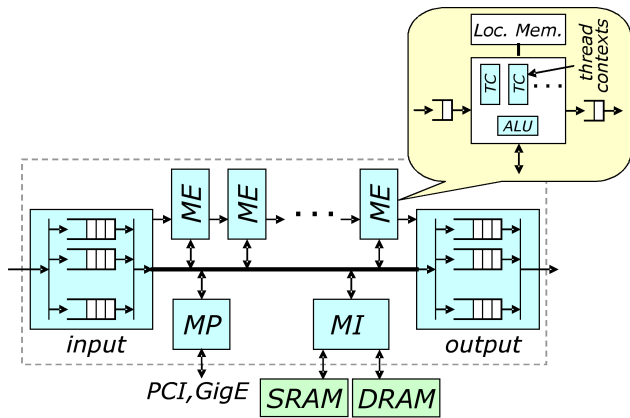 Loc. Mem.
thread contexts
TC
TC
. . .
ALU
ME
ME
. . .
ME
MP
MI
input
output
PCI,GigE
SRAM
DRAM